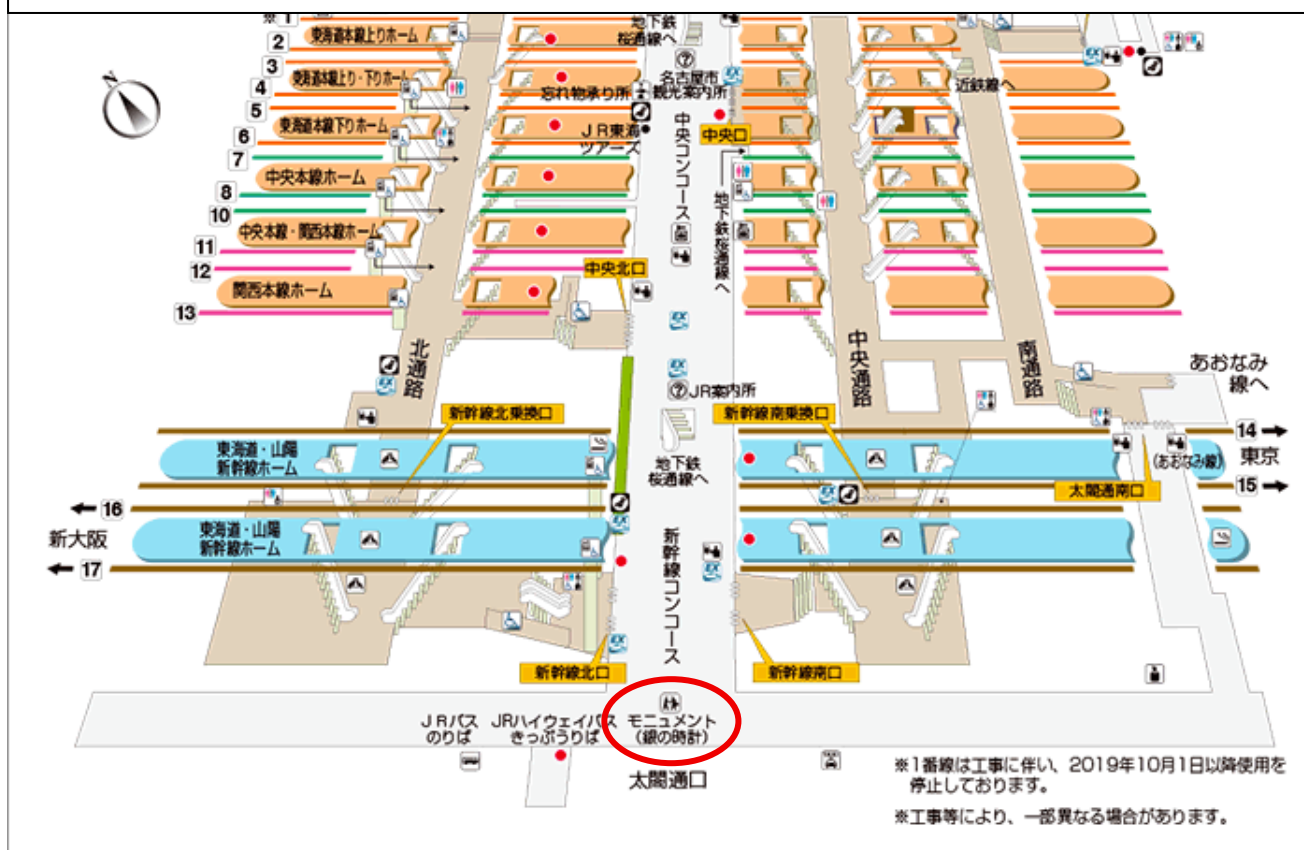 ※1
東海道本線上りホーム
地下鉄
桜通線へ
2
3
名古屋市
観光案内所
東海道本線上り・下りホーム
4
忘れ物承り所
近鉄線へ
5
東海道本線下りホーム
JR東海
ツアーズ
中央口
6
7
中央コンコース
中央本線ホーム
8
10
地下鉄桜通線へ
中央本線・関西本線ホーム
11
12
中央北口
関西本線ホーム
13
N
北通路
中央通路
南通路
あおなみ
線へ
JR案内所
新幹線北乗換口
新幹線南乗換口
14
東海道・山陽
新幹線ホーム
地下鉄
桜通線へ
(あおなみ線)
東京
太閤通南口
15
16
新大阪
東海道・山陽
新幹線ホーム
17
新幹線コンコース
EX
EX
EX
EX
EX
EX
EX
EX
EX
新幹線北口
新幹線南口
JRバス
のりば
JRハイウェイバス
きっぷうりば
モニュメント
(銀の時計)
TAXI
太閤通口
※1番線は工事に伴い、2019年10月1日以降使用を
停止しております。
※工事等により、一部異なる場合があります。